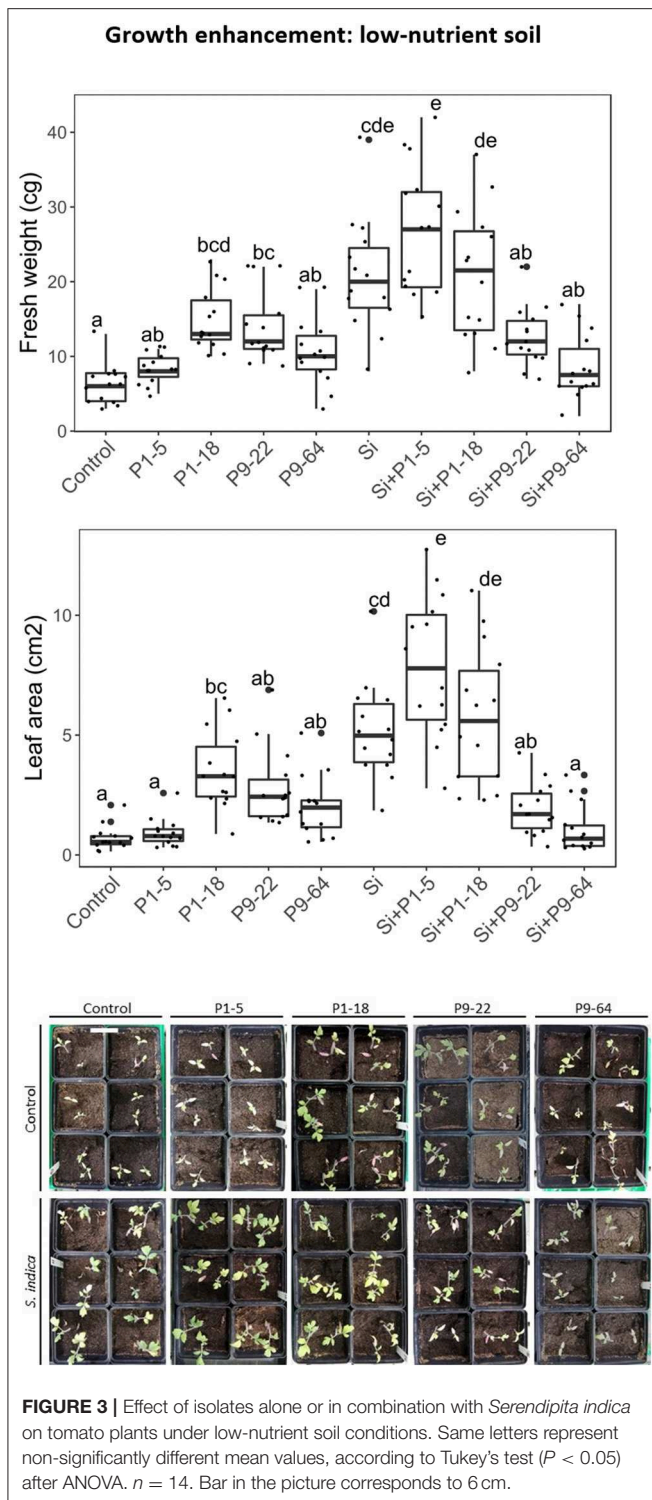 Growth enhancement: low-nutrient soil
Fresh weight (cg)
40
30
20
10
0
a
ab
bcd
bc
ab
cde
e
de
ab
ab
Control
P1-5
P1-18
P9-22
P9-64
Si
Si+P1-5
Si+P1-18
Si+P9-22
Si+P9-64
Leaf area (cm2)
10
5
0
a
a
bc
ab
ab
cd
e
de
ab
a
Control
P1-5
P1-18
P9-22
P9-64
Si
Si+P1-5
Si+P1-18
Si+P9-22
Si+P9-64
Control P1-5 P1-18 P9-22 P9-64
Control
S. indica
FIGURE 3 | Effect of isolates alone or in combination with Serendipita indica
on tomato plants under low-nutrient soil conditions. Same letters represent
non-significantly different mean values, according to Tukey's test (P < 0.05)
after ANOVA. n = 14. Bar in the picture corresponds to 6 cm.